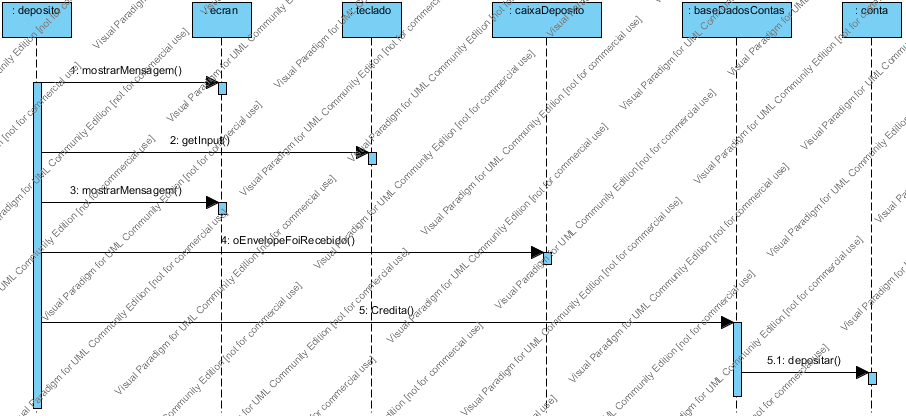 : deposito
: ecran
: teclado
: caixaDeposito
: baseDadosContas
: conta
1: mostrarMensagem()
2: getInput()
3: mostrarMensagem()
4: oEnvelopeFoiRecebido()
5: Credita()
5.1: depositar()
Visual Paradigm for UML Community Edition [not for commercial use]